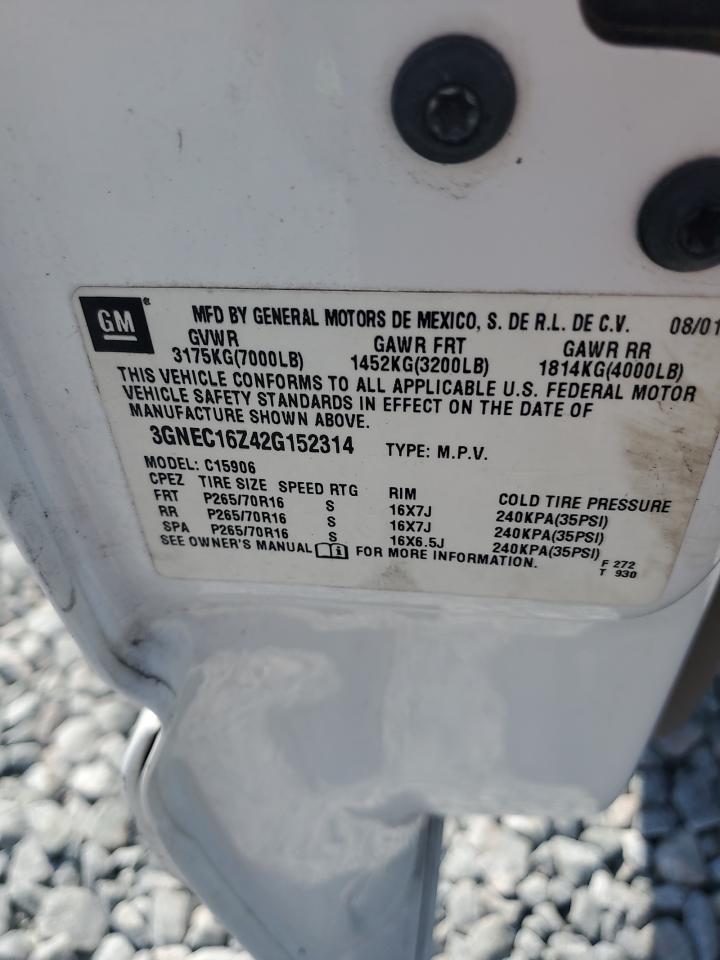 GM
MFD BY GENERAL MOTORS DE MEXICO, S. DE R.L. DE C.V. 08/01
GVWR GAWR FRT GAWR RR
3175KG(7000LB) 1452KG(3200LB) 1814KG(4000LB)
THIS VEHICLE CONFORMS TO ALL APPLICABLE U.S. FEDERAL MOTOR
VEHICLE SAFETY STANDARDS IN EFFECT ON THE DATE OF
MANUFACTURE SHOWN ABOVE.
3GNEC16Z42G152314 TYPE: M.P.V.
MODEL: C15906
CPEZ TIRE SIZE SPEED RTG RIM COLD TIRE PRESSURE
FRT P265/70R16 S 16X7J 240KPA(35PSI)
RR P265/70R16 S 16X7J 240KPA(35PSI)
SPA P265/70R16 S 16X6.5J 240KPA(35PSI)
SEE OWNER'S MANUAL FOR MORE INFORMATION.
F 272
T 930